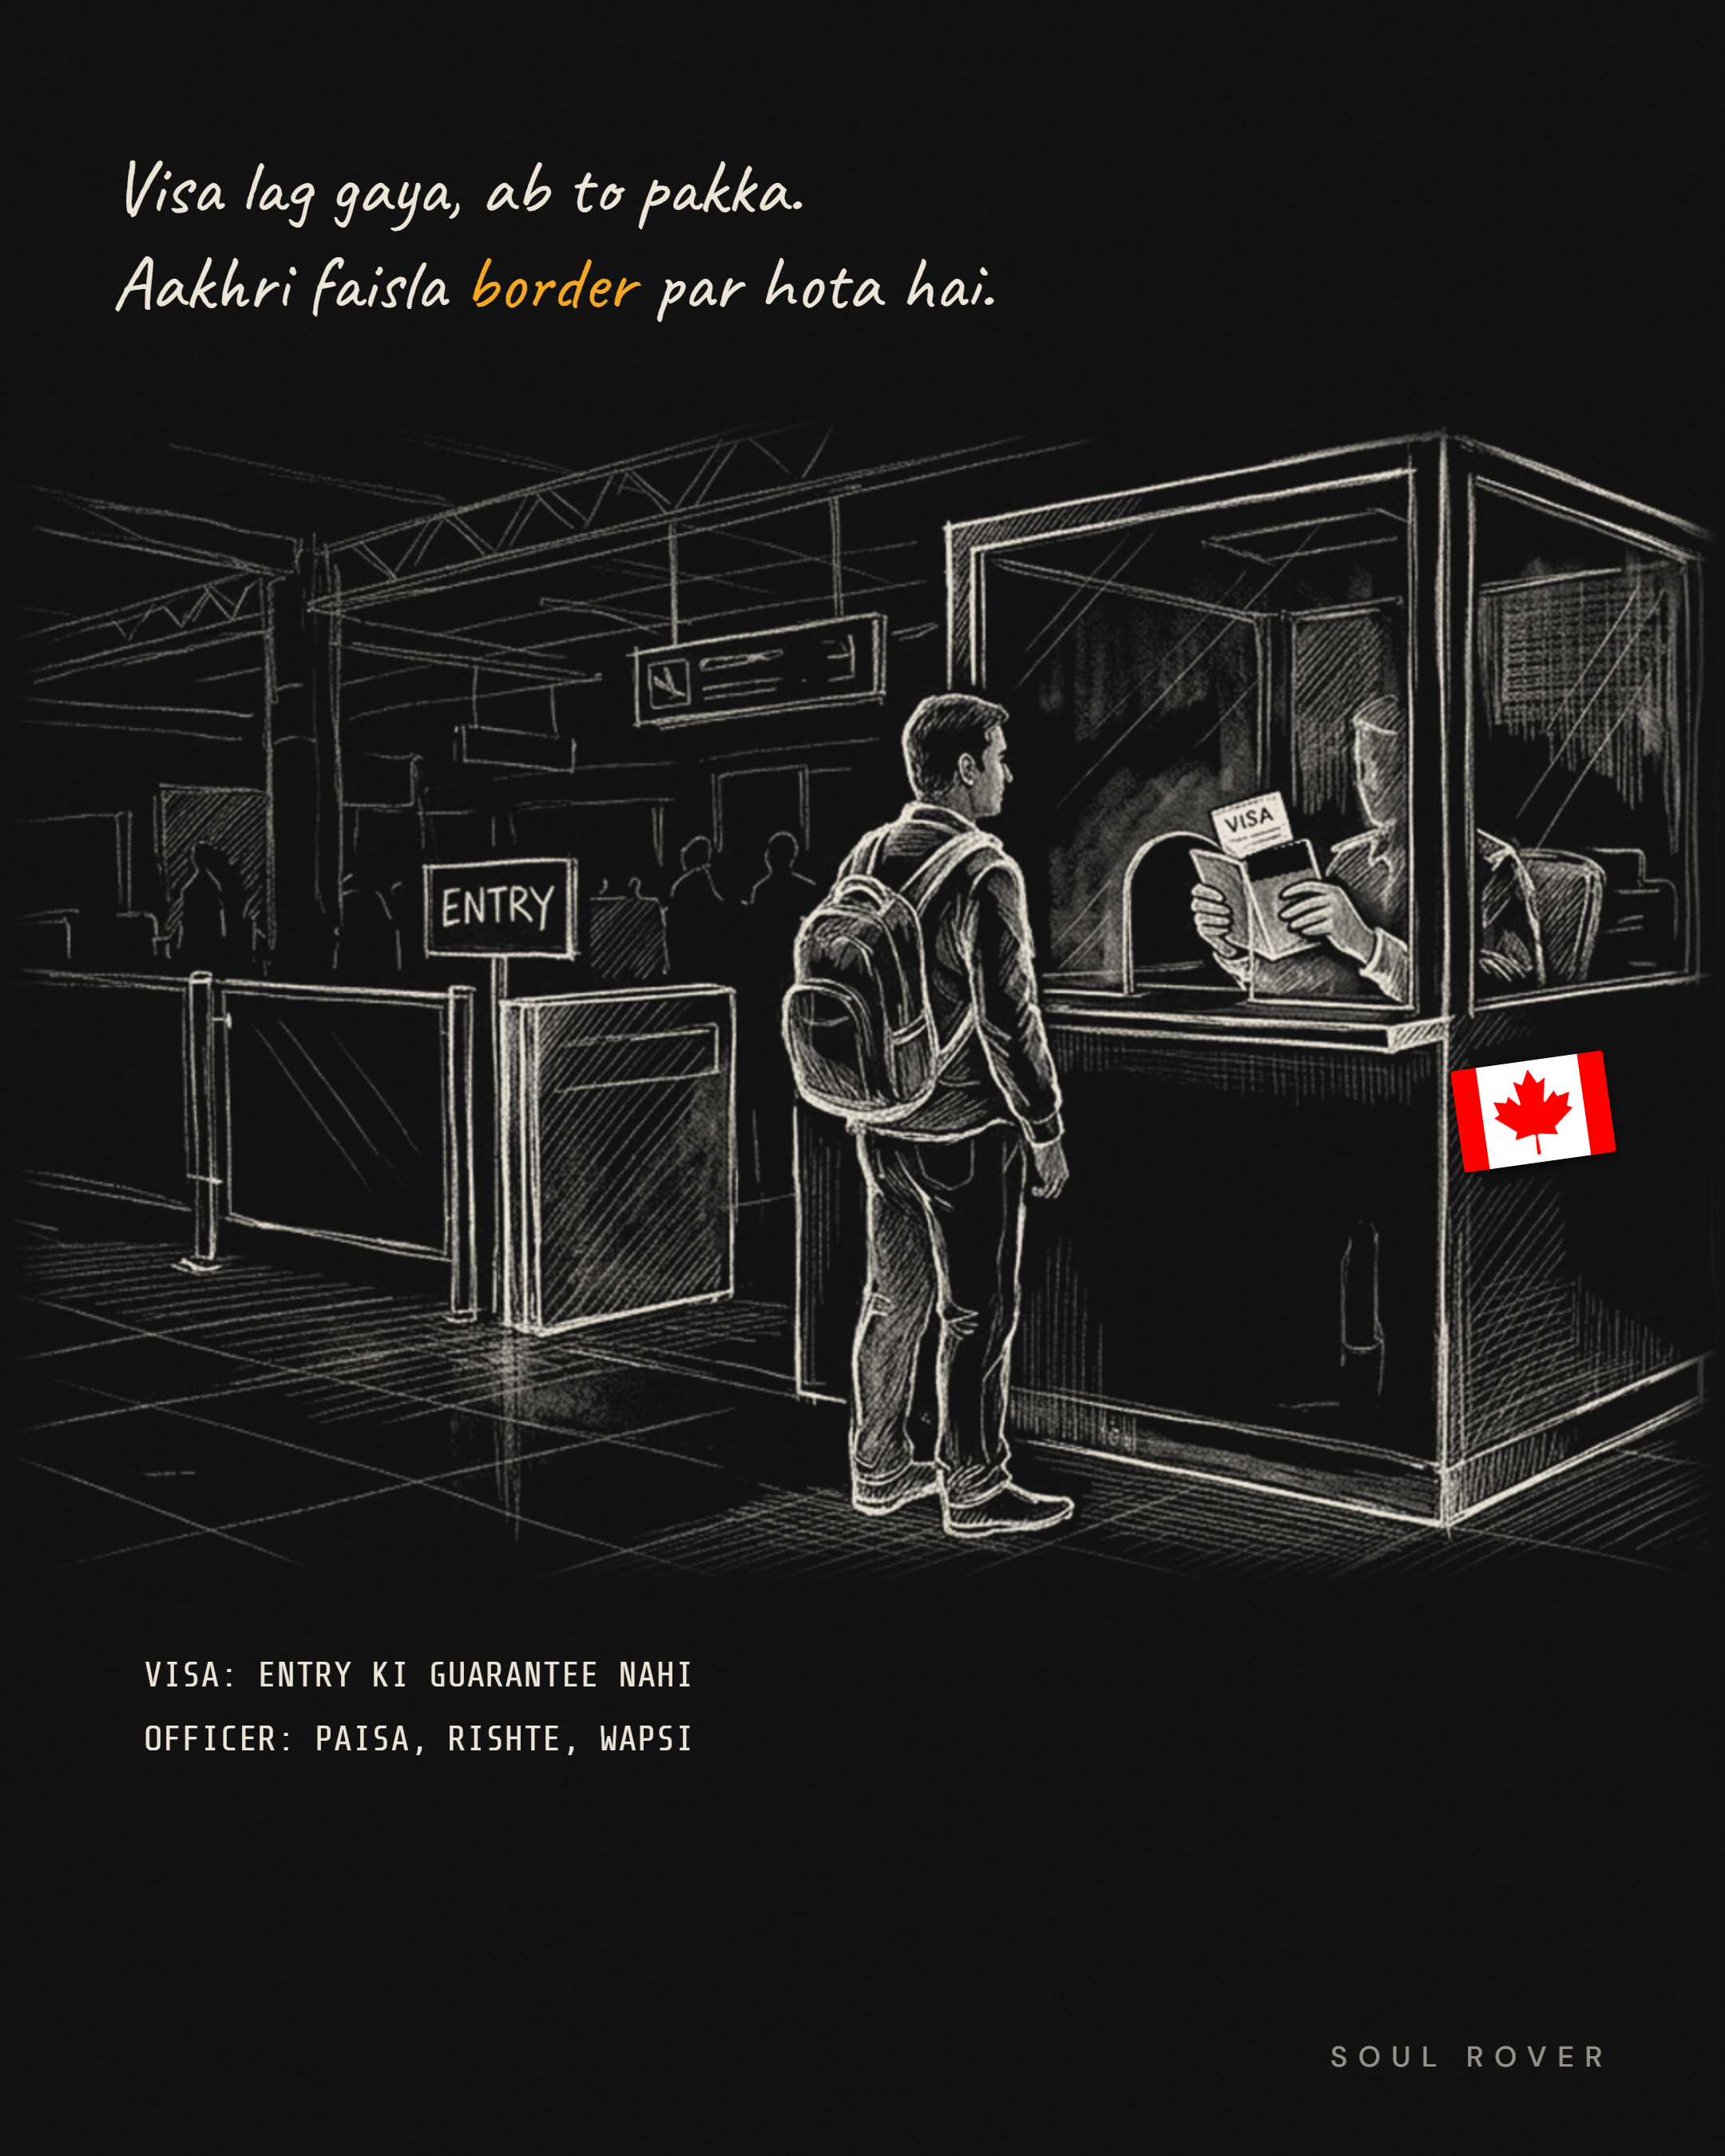 Visa lag gaya, ab to pakka.
Aakhri faisla border par hota hai.
VISA
ENTRY
VISA: ENTRY KI GUARANTEE NAHI
OFFICER: PAISA, RISHTE, WAPSI
SOUL ROVER